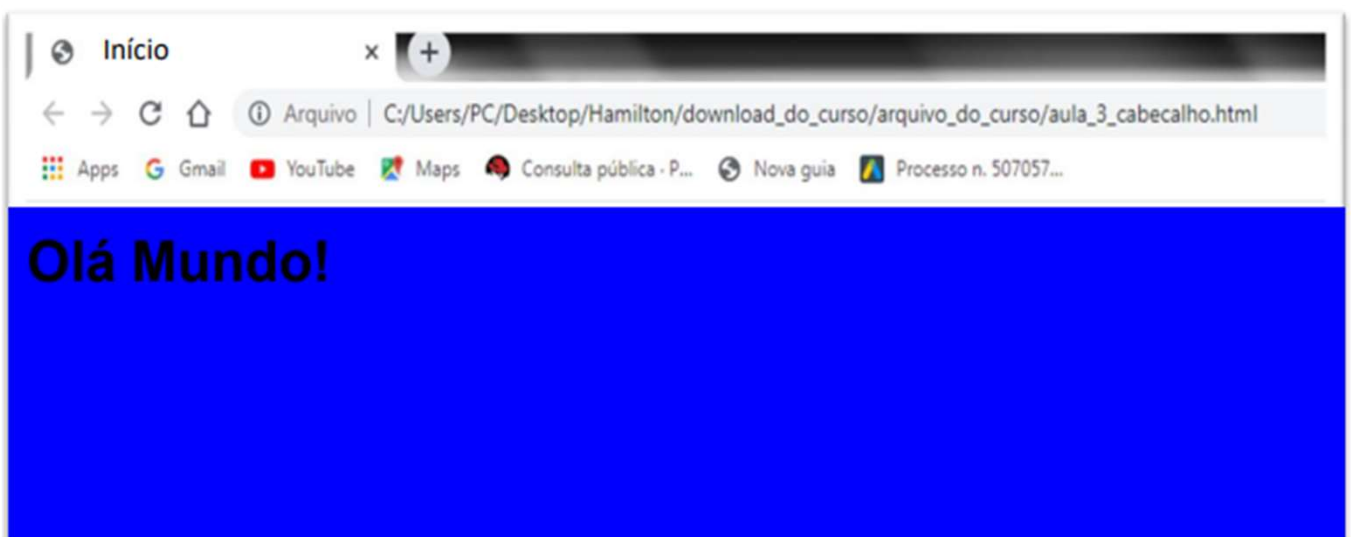 Início
Arquivo | C:/Users/PC/Desktop/Hamilton/download_do_curso/arquivo_do_curso/aula_3_cabecalho.html
Apps Gmail YouTube Maps Consulta pública - P... Nova guia Processo n. 507057...
Olá Mundo!